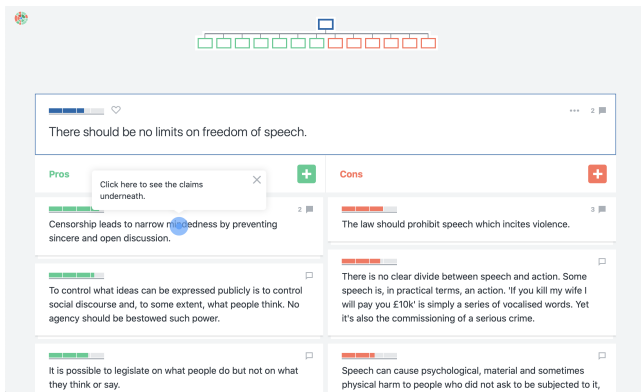 2
There should be no limits on freedom of speech.
Pros
Cons
Click here to see the claims
underneath.
2
Censorship leads to narrow mindedness by preventing
sincere and open discussion.
3
The law should prohibit speech which incites violence.
To control what ideas can be expressed publicly is to control
social discourse and, to some extent, what people think. No
agency should be bestowed such power.
There is no clear divide between speech and action. Some
speech is, in practical terms, an action. 'If you kill my wife I
will pay you £10k' is simply a series of vocalised words. Yet
it's also the commissioning of a serious crime.
It is possible to legislate on what people do but not on what
they think or say.
Speech can cause psychological, material and sometimes
physical harm to people who did not ask to be subjected to it,